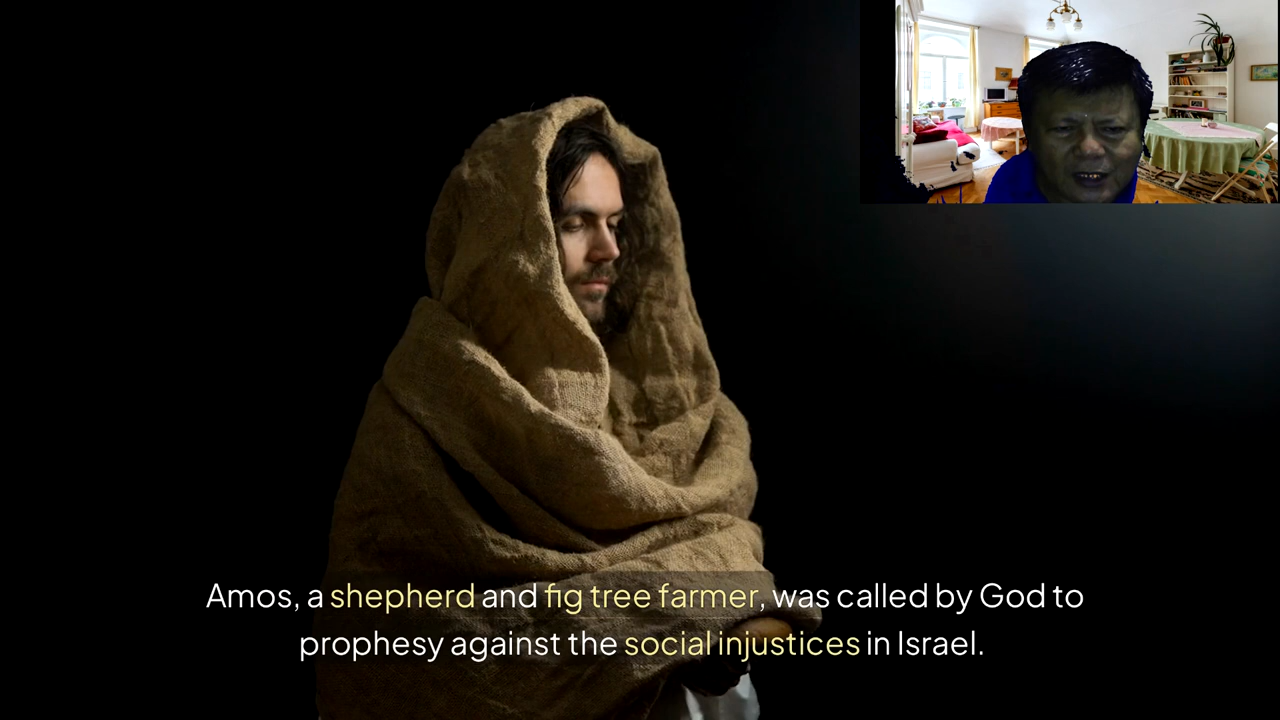 Amos, a shepherd and fig tree farmer, was called by God to
prophesy against the social injustices in Israel.